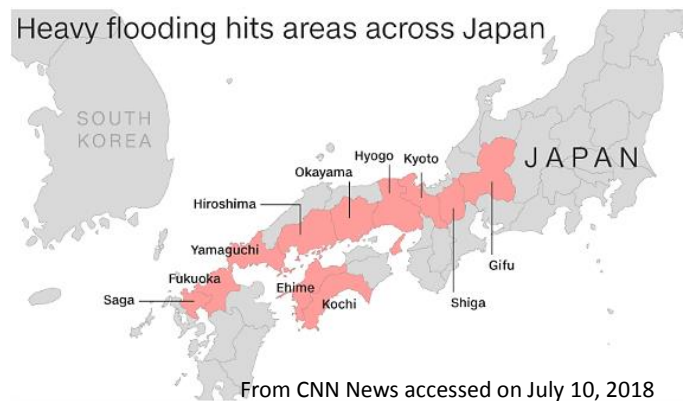 Heavy flooding hits areas across Japan
SOUTH
KOREA
JAPAN
Hyogo
Kyoto
Okayama
Hiroshima
Yamaguchi
Gifu
Fukuoka
Ehime
Saga
Kochi
Shiga
From CNN News accessed on July 10, 2018